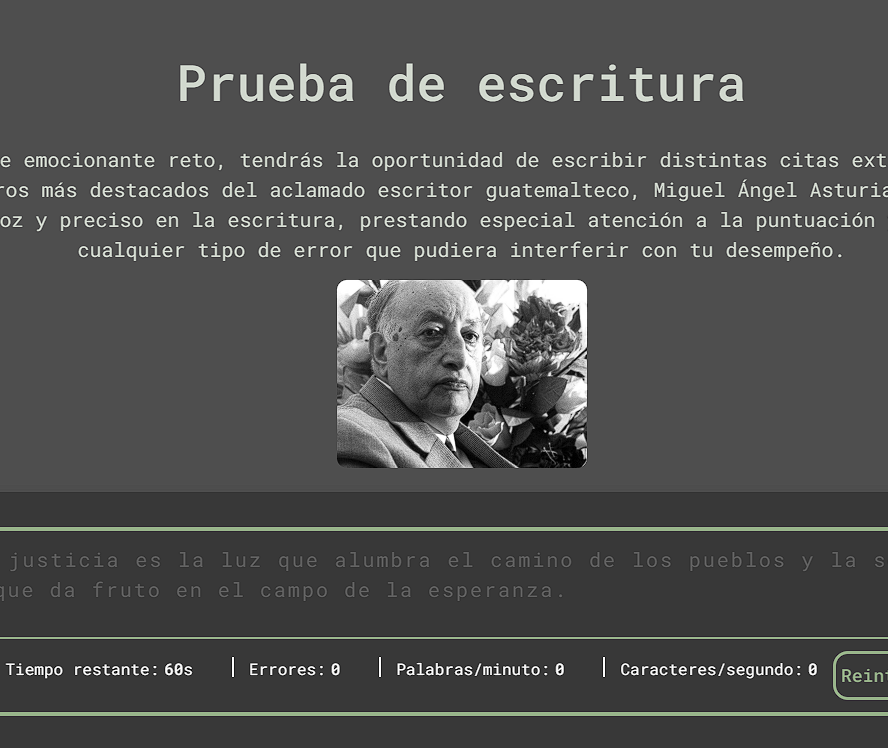 Prueba de escritura
e emocionante reto, tendrás la oportunidad de escribir distintas citas ext
ros más destacados del aclamado escritor guatemalteco, Miguel Ángel Asturia
oz y preciso en la escritura, prestando especial atención a la puntuación
cualquier tipo de error que pudiera interferir con tu desempeño.
justicia es la luz que alumbra el camino de los pueblos y la s
que da fruto en el campo de la esperanza.
Tiempo restante: 60s | Errores: 0 | Palabras/minuto: 0 | Caracteres/segundo: 0 Rein